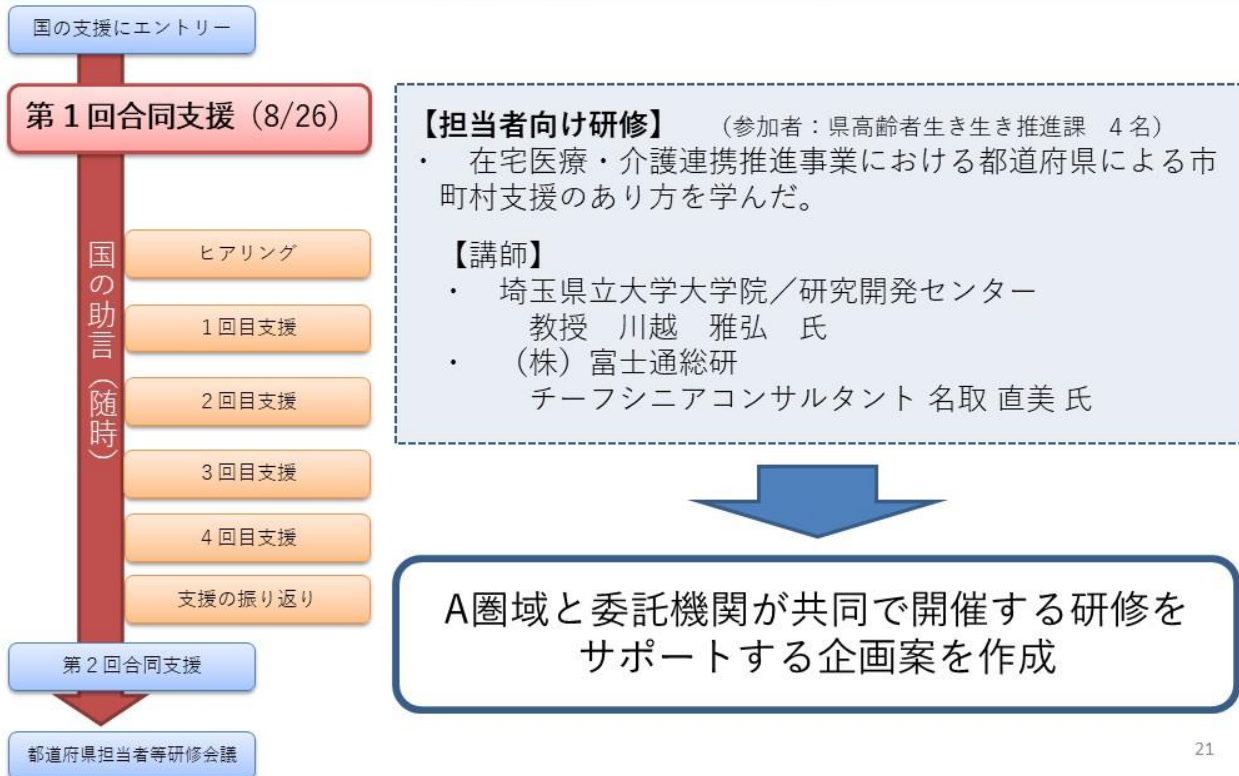 国の支援にエントリー
第１回合同支援（8/26）
国の助言（随時）
ヒアリング
１回目支援
２回目支援
３回目支援
４回目支援
支援の振り返り
第２回合同支援
都道府県担当者等研修会議
【担当者向け研修】　（参加者：県高齢者生き生き推進課　４名）
・　在宅医療・介護連携推進事業における都道府県による市
町村支援のあり方を学んだ。
【講師】
・　埼玉県立大学大学院／研究開発センター
教授　川越　雅弘　氏
・　（株）富士通総研
チーフシニアコンサルタント 名取 直美 氏
A圏域と委託機関が共同で開催する研修を
サポートする企画案を作成
21